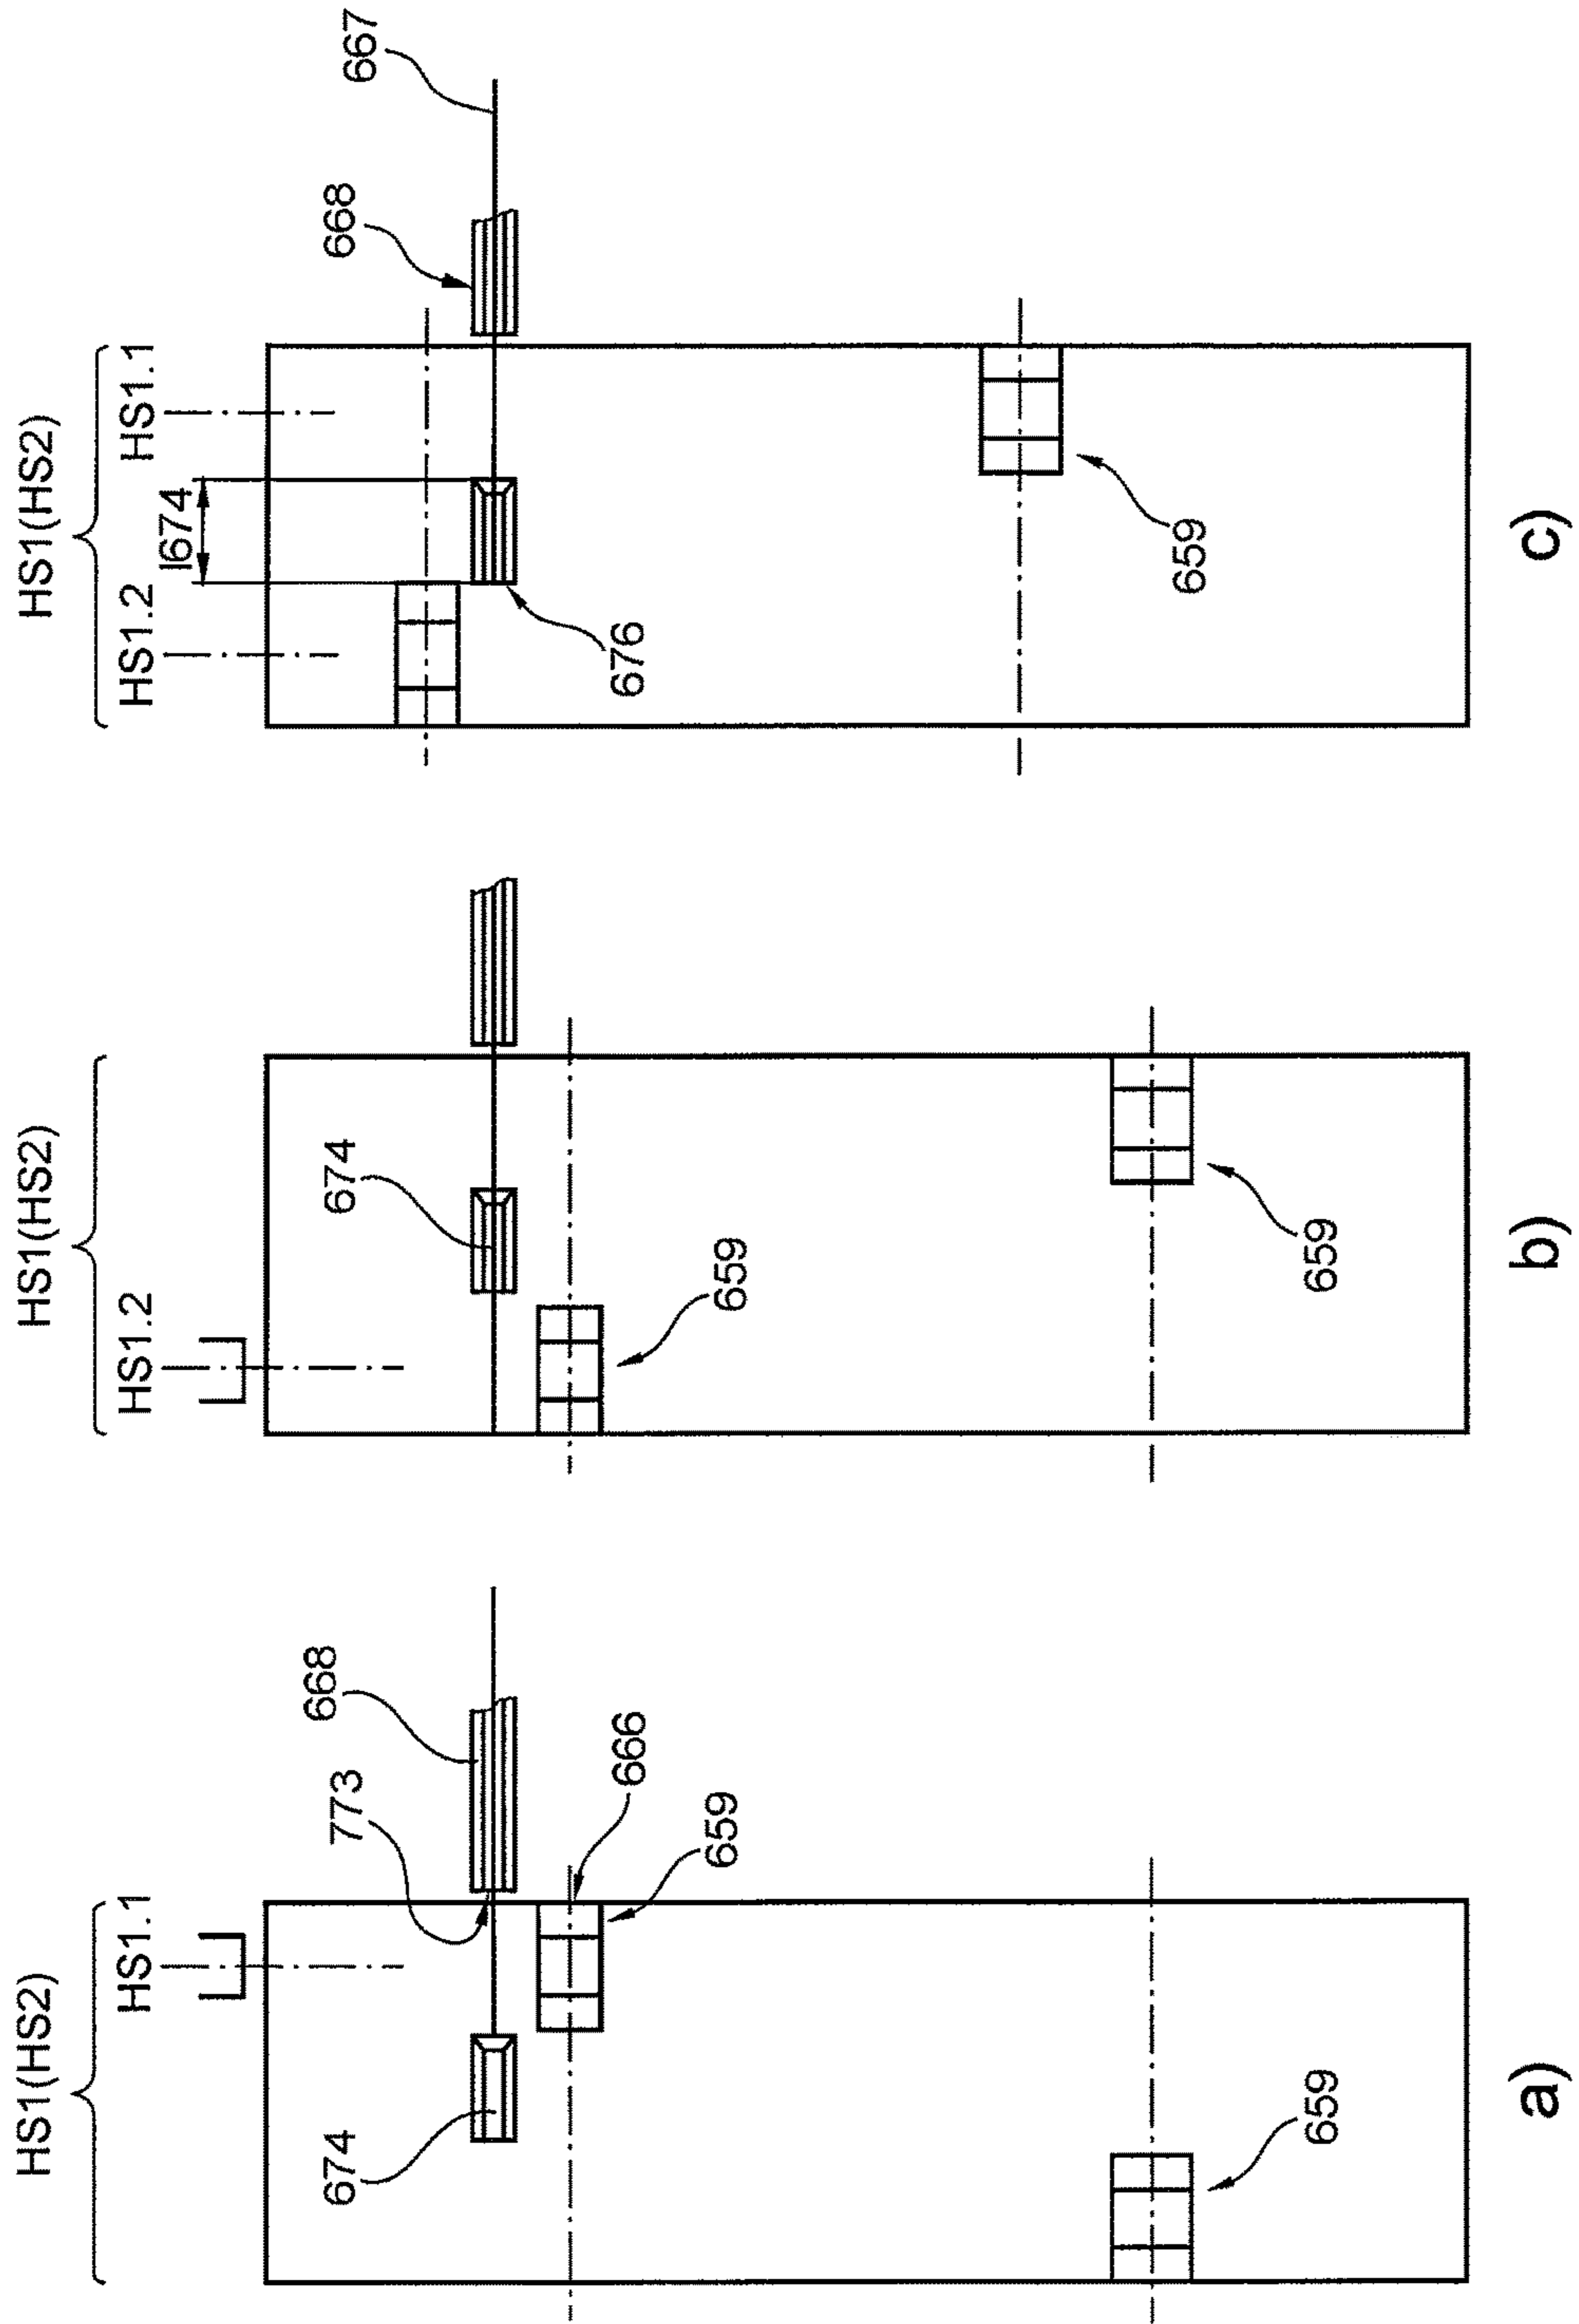 HS1(HS2)
HS1.1
674
773
668
666
659
659
a)
HS1(HS2)
HS1.2
674
659
659
b)
HS1(HS2)
HS1.2
HS1.1
l674
668
667
676
659
c)